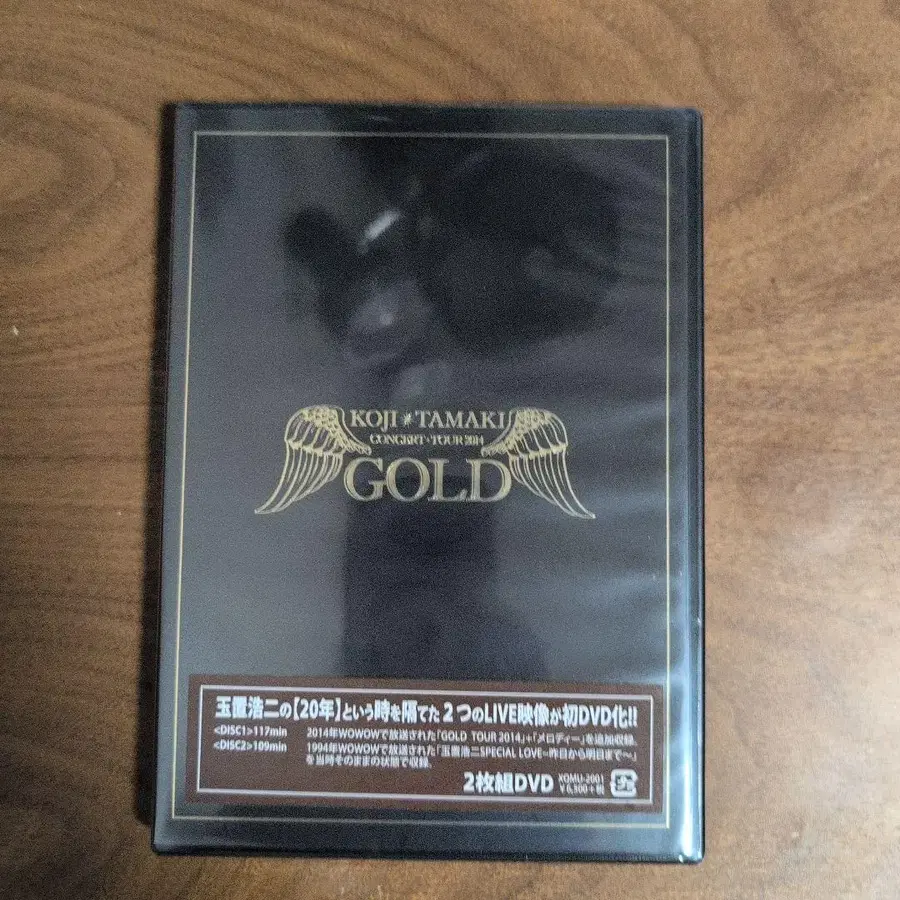 KOJI TAMAKI
CONCERT・TOUR 2014
GOLD
玉置浩二の【20年】という時を隔てた2つのLIVE映像が初DVD化!!
<DISC1>117min 2014年WOWOWで放送された「GOLD TOUR 2014」+「メロディー」を追加収録。
<DISC2>109min 1994年WOWOWで放送された「玉置浩二SPECIAL LOVE~昨日から明日まで~」
を当時そのままの状態で収録。
2枚組DVD
XQMU-2001
¥6,500+税